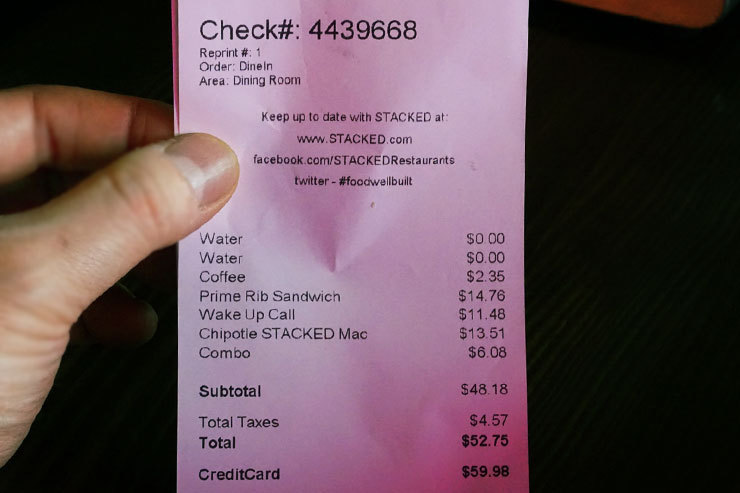 Check#: 4439668
Reprint #: 1
Order: DineIn
Area: Dining Room
Keep up to date with STACKED at:
www.STACKED.com
facebook.com/STACKEDRestaurants
twitter - #foodwellbuilt
Water $0.00
Water $0.00
Coffee $2.35
Prime Rib Sandwich $14.76
Wake Up Call $11.48
Chipotle STACKED Mac $13.51
Combo $6.08
Subtotal $48.18
Total Taxes $4.57
Total $52.75
CreditCard $59.98